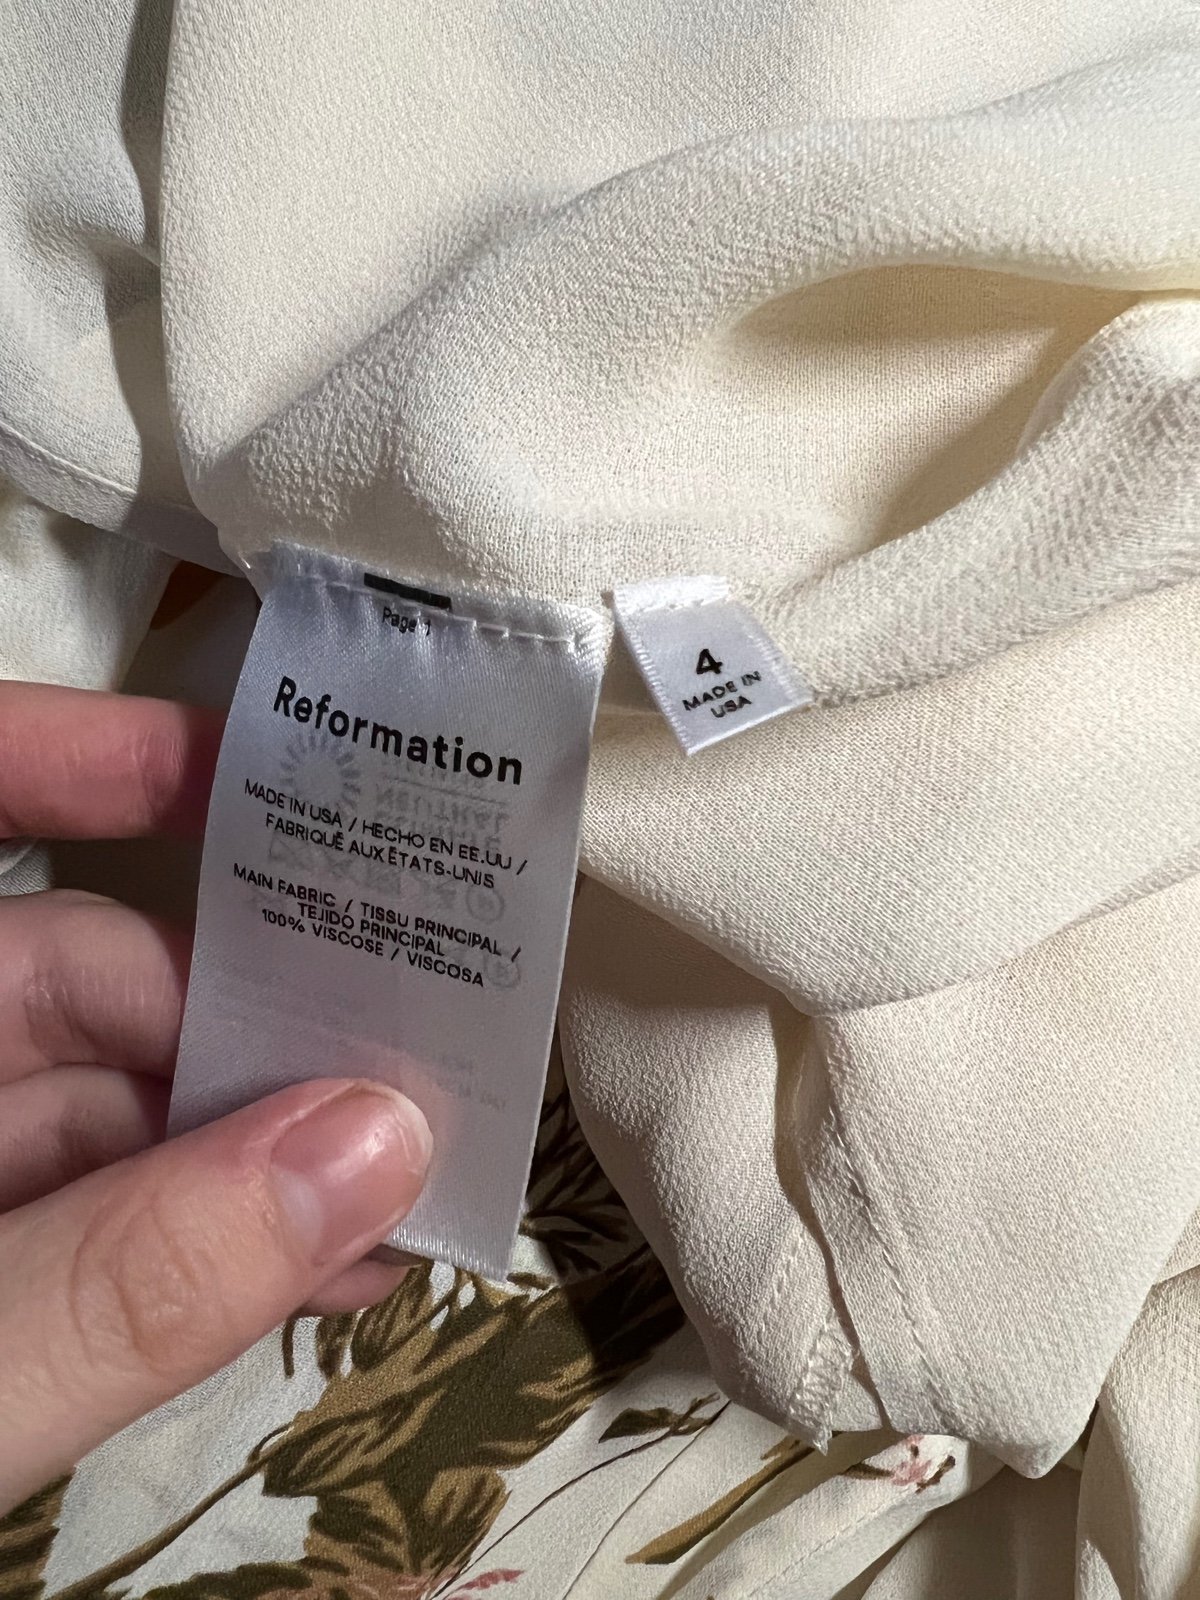 Page 1
Reformation
MADE IN USA / HECHO EN EE.UU /
FABRIQUÉ AUX ÉTATS-UNIS
MAIN FABRIC / TISSU PRINCIPAL /
TEJIDO PRINCIPAL
100% VISCOSE / VISCOSA
4
MADE IN
USA